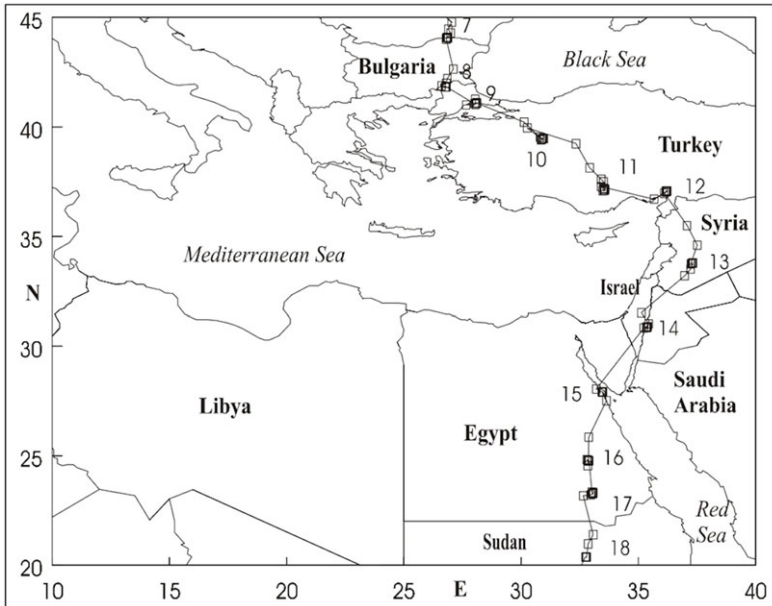 45
7
Bulgaria
8
Black Sea
9
40
10
Turkey
11
12
35
Syria
Mediterranean Sea
13
N
Israel
30
14
15
Saudi
Arabia
Libya
Egypt
25
16
17
Red
Sea
Sudan
18
20
10 15 20 25 E 30 35 40